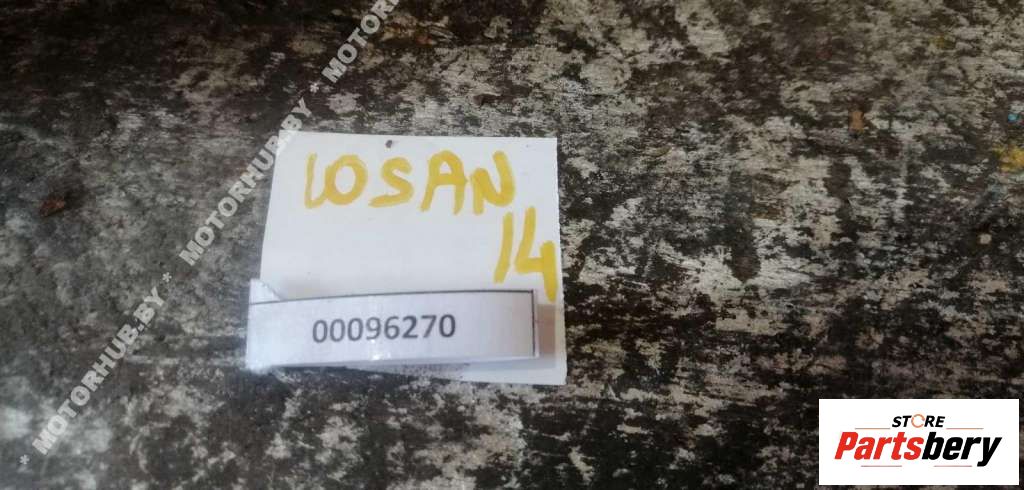 * MOTORHUB.BY * MOTORHUB.BY * MOTOR
LOSAN
14
00096270
STORE
Partsbery